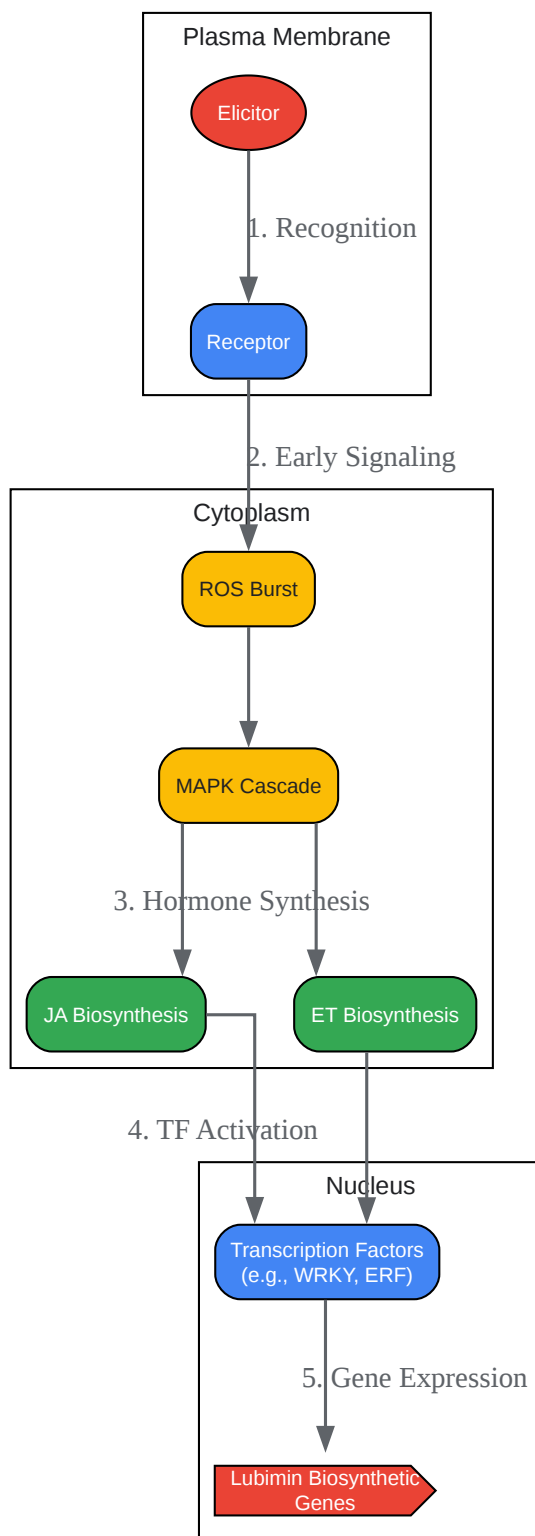 Plasma Membrane
Elicitor
1. Recognition
Receptor
2. Early Signaling
Cytoplasm
ROS Burst
MAPK Cascade
3. Hormone Synthesis
JA Biosynthesis
ET Biosynthesis
4. TF Activation
Nucleus
Transcription Factors
(e.g., WRKY, ERF)
5. Gene Expression
Lubimin Biosynthetic
Genes